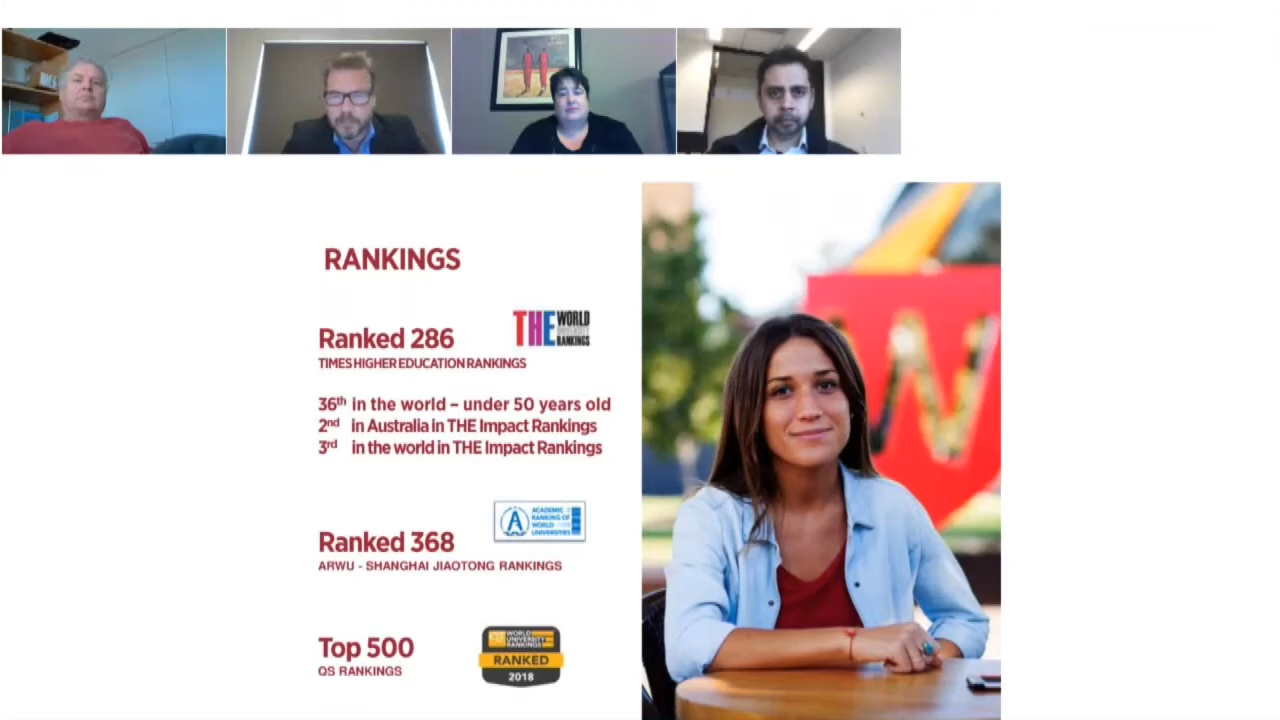 RANKINGS
THE WORLD
UNIVERSITY
RANKINGS
Ranked 286
TIMES HIGHER EDUCATION RANKINGS
36th in the world – under 50 years old
2nd in Australia in THE Impact Rankings
3rd in the world in THE Impact Rankings
ACADEMIC
RANKING OF
WORLD
UNIVERSITIES
Ranked 368
ARWU - SHANGHAI JIAOTONG RANKINGS
Top 500
QS RANKINGS
WORLD
UNIVERSITY
RANKINGS
RANKED
2018
W